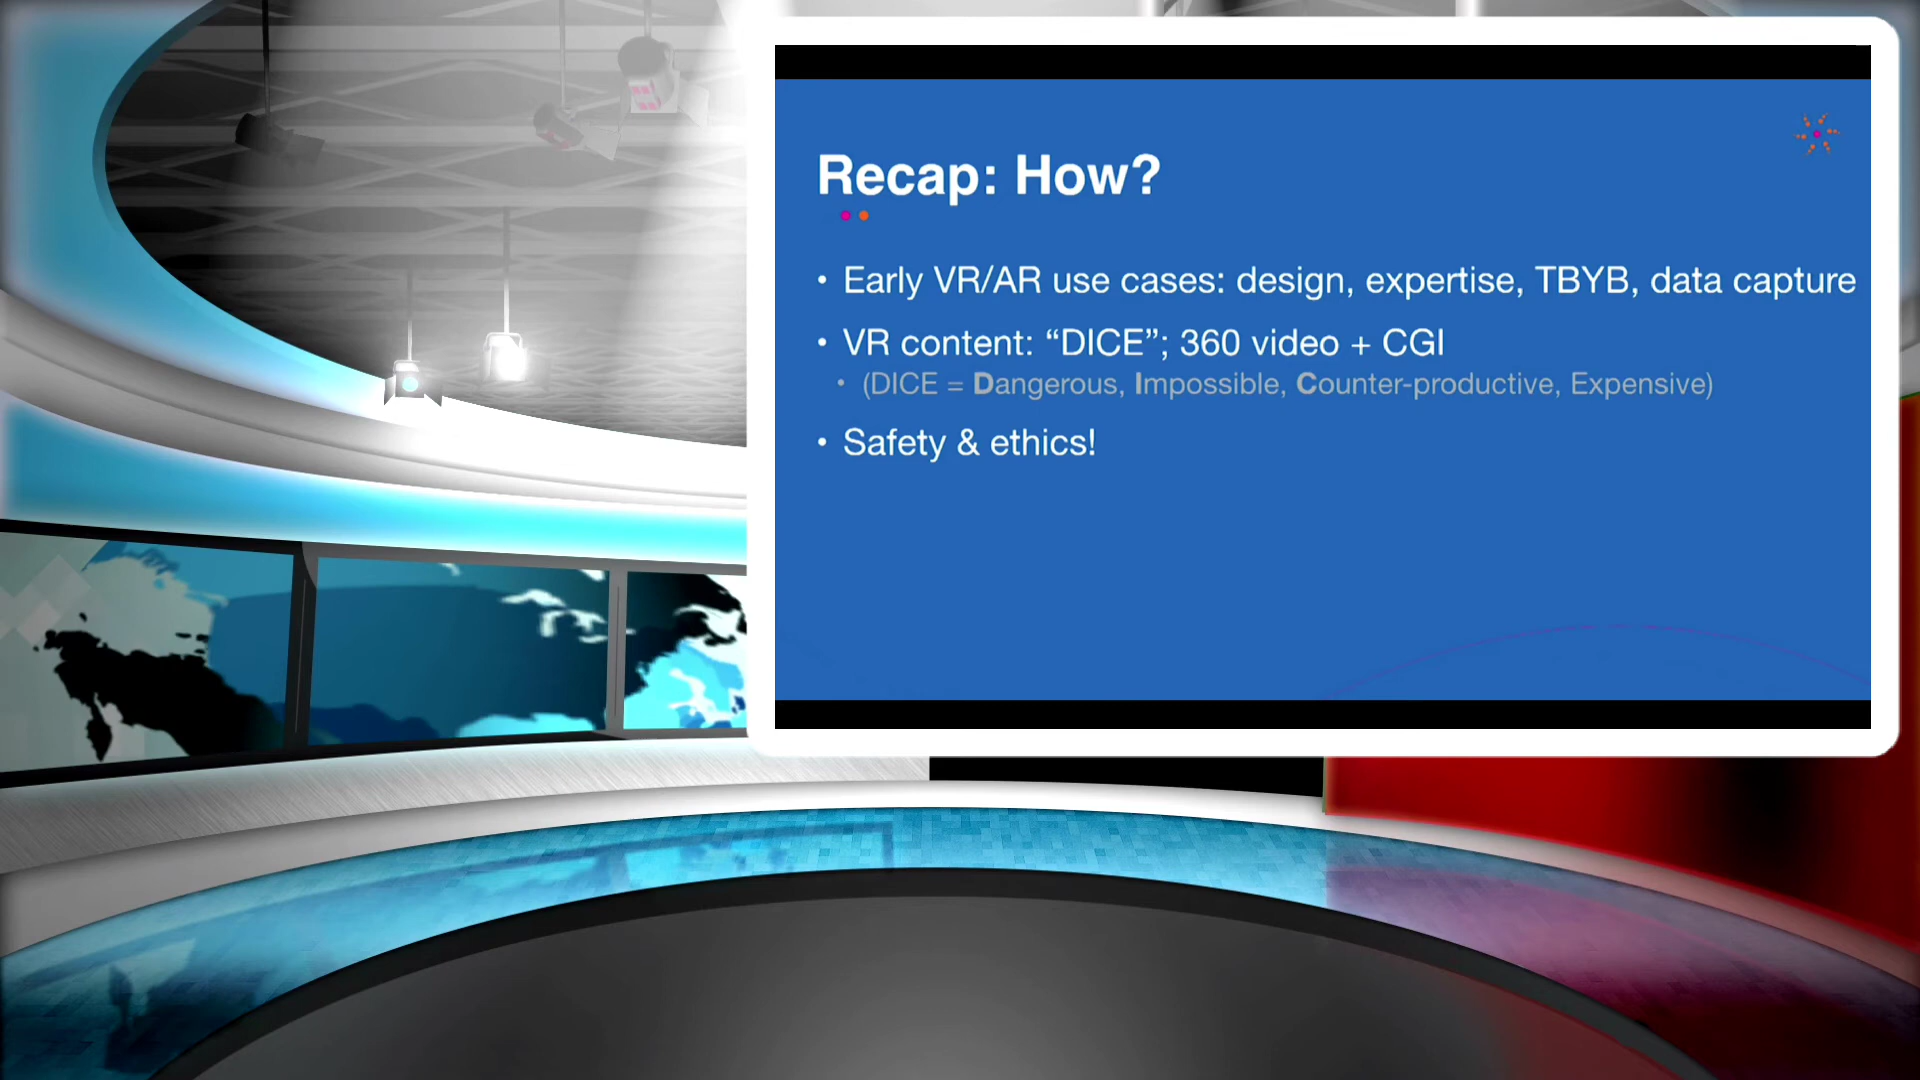 Recap: How?
• Early VR/AR use cases: design, expertise, TBYB, data capture
• VR content: “DICE”; 360 video + CGI
• (DICE = Dangerous, Impossible, Counter-productive, Expensive)
• Safety & ethics!